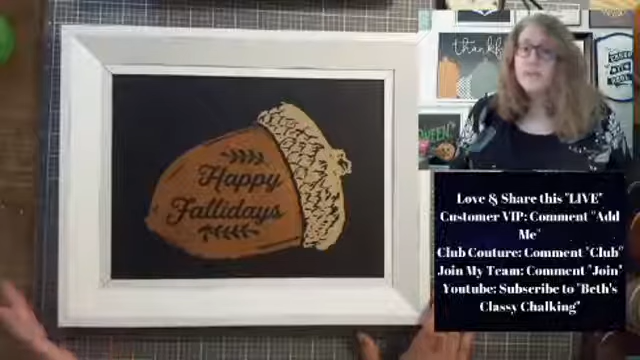 thankf
Happy
Fallidays
Love & Share this "LIVE"
Customer VIP: Comment "Add
Me"
Club Couture: Comment "Club"
Join My Team: Comment "Join"
Youtube: Subscribe to "Beth's
Classy Chalking"